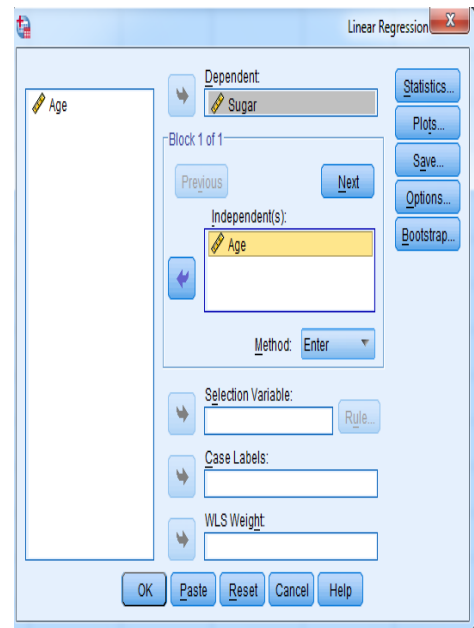 Linear Regression
X
Age
Dependent:
Sugar
Block 1 of 1
Previous
Next
Independent(s):
Age
Method:
Enter
Selection Variable:
Rule...
Case Labels:
WLS Weight:
Statistics...
Plots...
Save...
Options...
Bootstrap...
OK
Paste
Reset
Cancel
Help